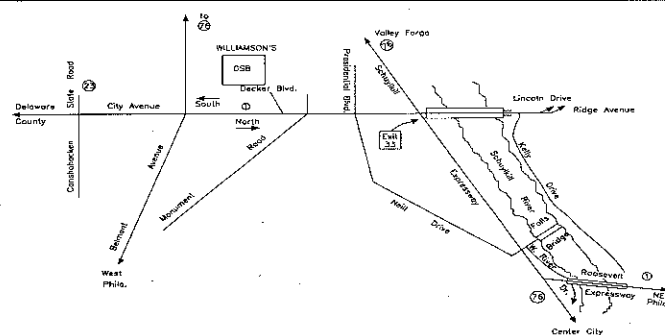 to
76
WILLIAMSON'S
GSB
Valley Forge
76
Schuylkill
Presidential Blvd.
State Road
23
City Avenue
Delaware
County
South
1
Decker Blvd.
North
Lincoln Drive
Ridge Avenue
Exit
33
Conshohocken
Avenue
Belmont
Monument
Road
Expressway
Schuylkill
River
Kelly
Drive
Neill
Drive
Falls
Bridge
W. River
Dr.
Roosevelt
Expressway
1
NE
Phila.
West
Phila.
76
Center City